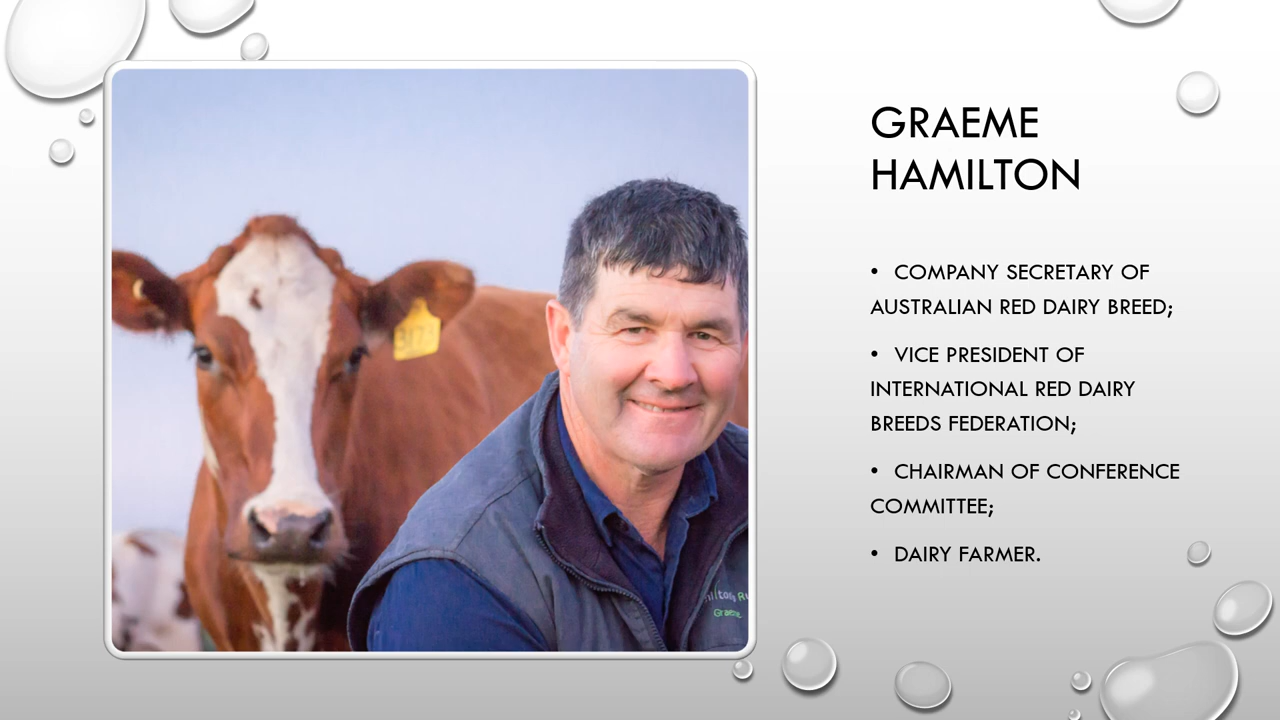 GRAEME
HAMILTON
• COMPANY SECRETARY OF
AUSTRALIAN RED DAIRY BREED;
• VICE PRESIDENT OF
INTERNATIONAL RED DAIRY
BREEDS FEDERATION;
• CHAIRMAN OF CONFERENCE
COMMITTEE;
• DAIRY FARMER.
Graeme